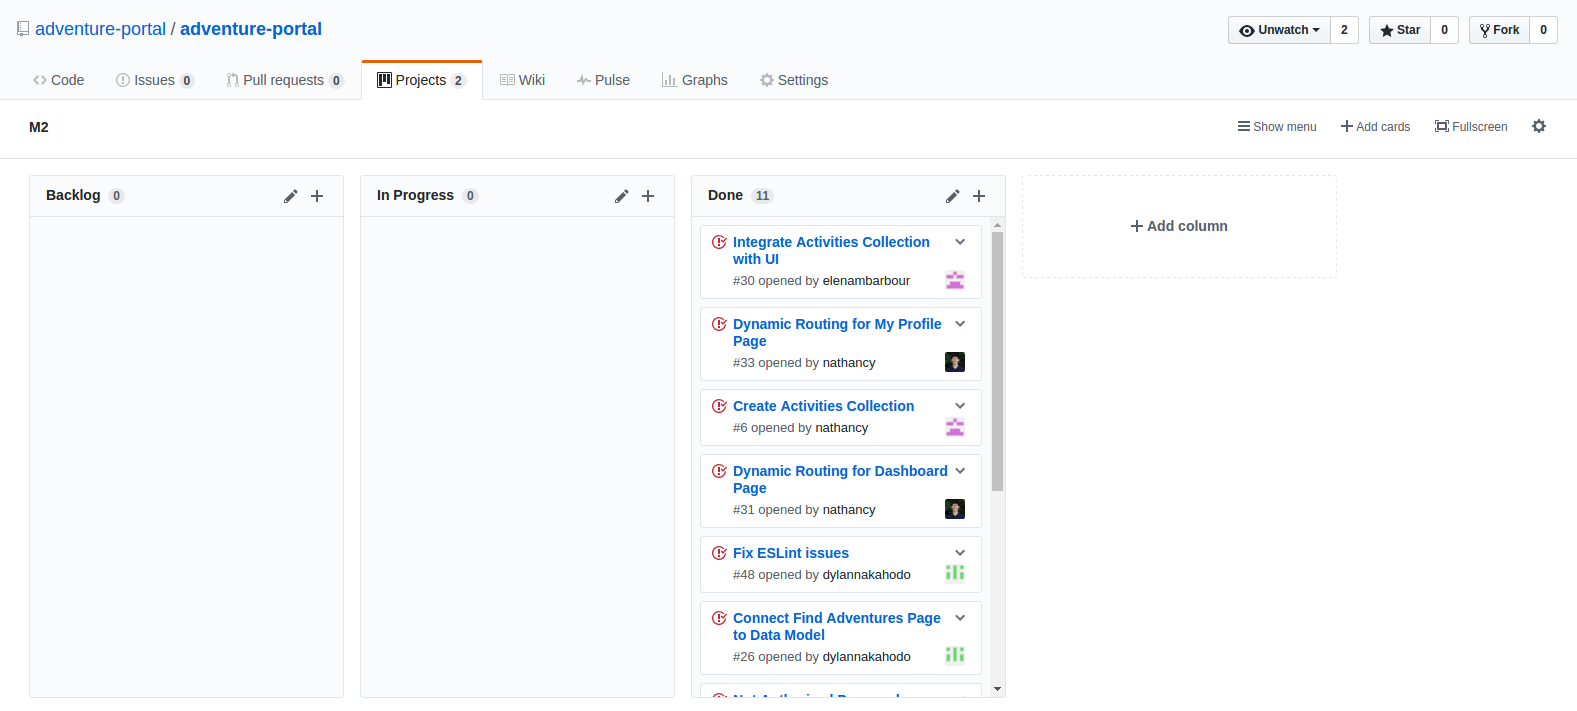 adventure-portal / adventure-portal
Unwatch 2 Star 0 Fork 0
Code Issues 0 Pull requests 0 Projects 2 Wiki Pulse Graphs Settings
M2
Show menu Add cards Fullscreen
Backlog 0
In Progress 0
Done 11
Integrate Activities Collection
with UI
#30 opened by elenambarbour
Dynamic Routing for My Profile
Page
#33 opened by nathancy
Create Activities Collection
#6 opened by nathancy
Dynamic Routing for Dashboard
Page
#31 opened by nathancy
Fix ESLint issues
#48 opened by dylannakahodo
Connect Find Adventures Page
to Data Model
#26 opened by dylannakahodo
Add column